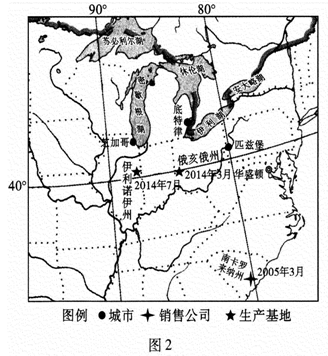 90°
80°
苏必利尔湖
休伦湖
密歇根湖
安大略湖
伊利湖
底特律
芝加哥
匹兹堡
俄亥俄州
伊利诺伊州
2014年7月
2014年3月
华盛顿
40°
南卡罗
来纳州
2005年3月
图例 ●城市 ✦销售公司 ★生产基地
图2